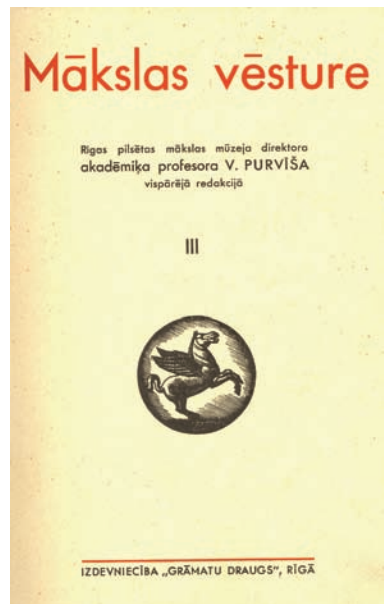 Mākslas vēsture
Rīgas pilsētas mākslas mūzeja direktora
akadēmiķa profesora V. PURVĪŠA
vispārējā redakcijā
III
IZDEVNIECĪBA „GRĀMATU DRAUGS", RĪGĀ